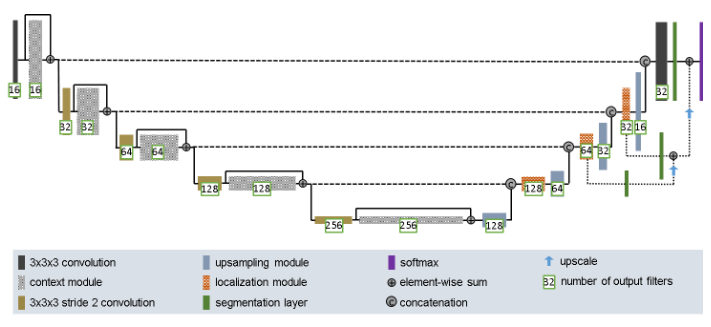 16 16 32
32 32 32 16
64 64 64 32
128 128 128 64
256 256 128
3x3x3 convolution upsampling module softmax upscale
context module localization module element-wise sum 32 number of output filters
3x3x3 stride 2 convolution segmentation layer C concatenation